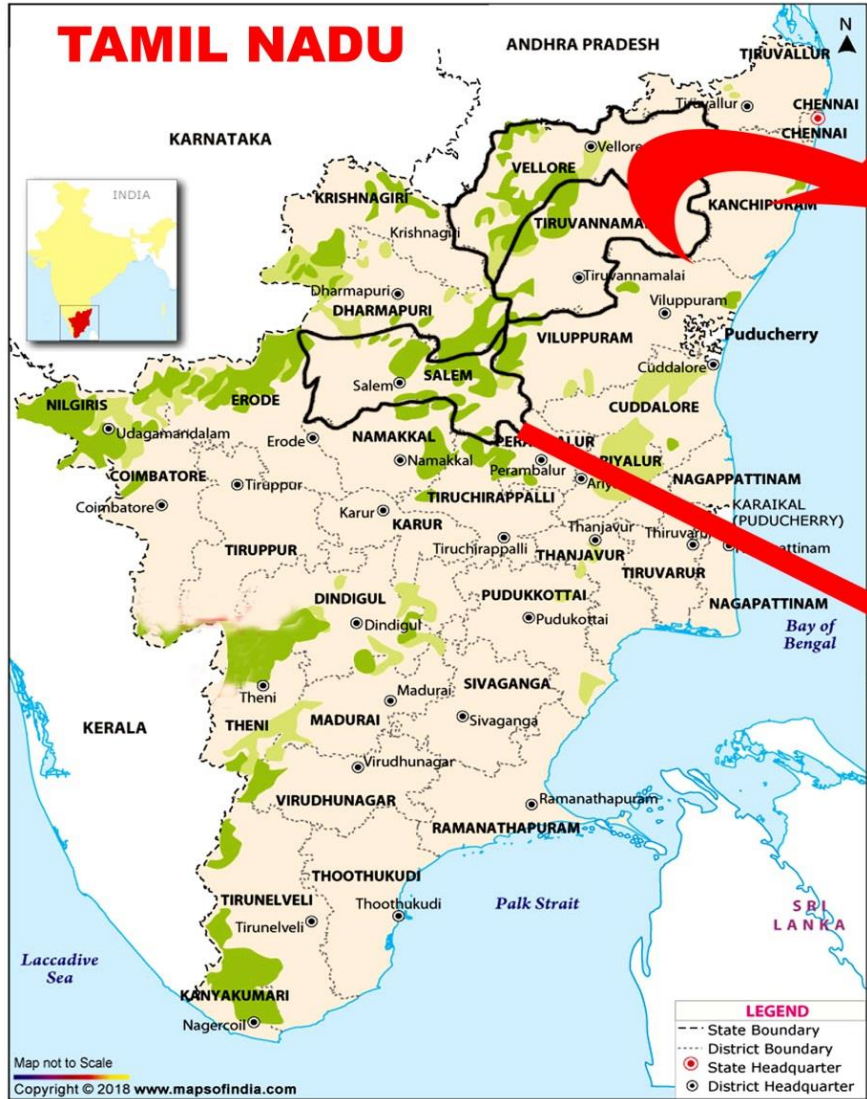 TAMIL NADU
ANDHRA PRADESH
N
TIRUVALLUR
Tiruvallur
CHENNAI
CHENNAI
KARNATAKA
Vellore
VELLORE
INDIA
KRISHNAGIRI
KANCHIPURAM
Krishnagiri
TIRUVANNAMA
Tiruvannamalai
Dharmapuri
DHARMAPURI
Viluppuram
VILUPPURAM
Puducherry
Cuddalore
Salem
SALEM
NILGIRIS
ERODE
CUDDALORE
Udagamandalam
Erode
NAMAKKAL
Namakkal
Perambalur
COIMBATORE
Coimbatore
Tiruppur
TIRUCHIRAPPALLI
NAGAPPATTINAM
KARAIKAL
(PUDUCHERRY)
Karur
KARUR
Tiruchirappalli
Thanjavur
THANJAVUR
TIRUPPUR
TIRUVARUR
DINDIGUL
Dindigul
PUDUKKOTTAI
Pudukottai
NAGAPATTINAM
Bay of
Bengal
SIVAGANGA
Sivaganga
Theni
THENI
Madurai
MADURAI
KERALA
Virudhunagar
VIRUDHUNAGAR
Ramanathapuram
RAMANATHAPURAM
THOOTHUKUDI
Thoothukudi
TIRUNELVELI
Tirunelveli
Palk Strait
SRI
LANKA
Laccadive
Sea
KANYAKUMARI
Nagercoil
LEGEND
State Boundary
District Boundary
State Headquarter
District Headquarter
Map not to Scale
Copyright © 2018 www.mapsofindia.com